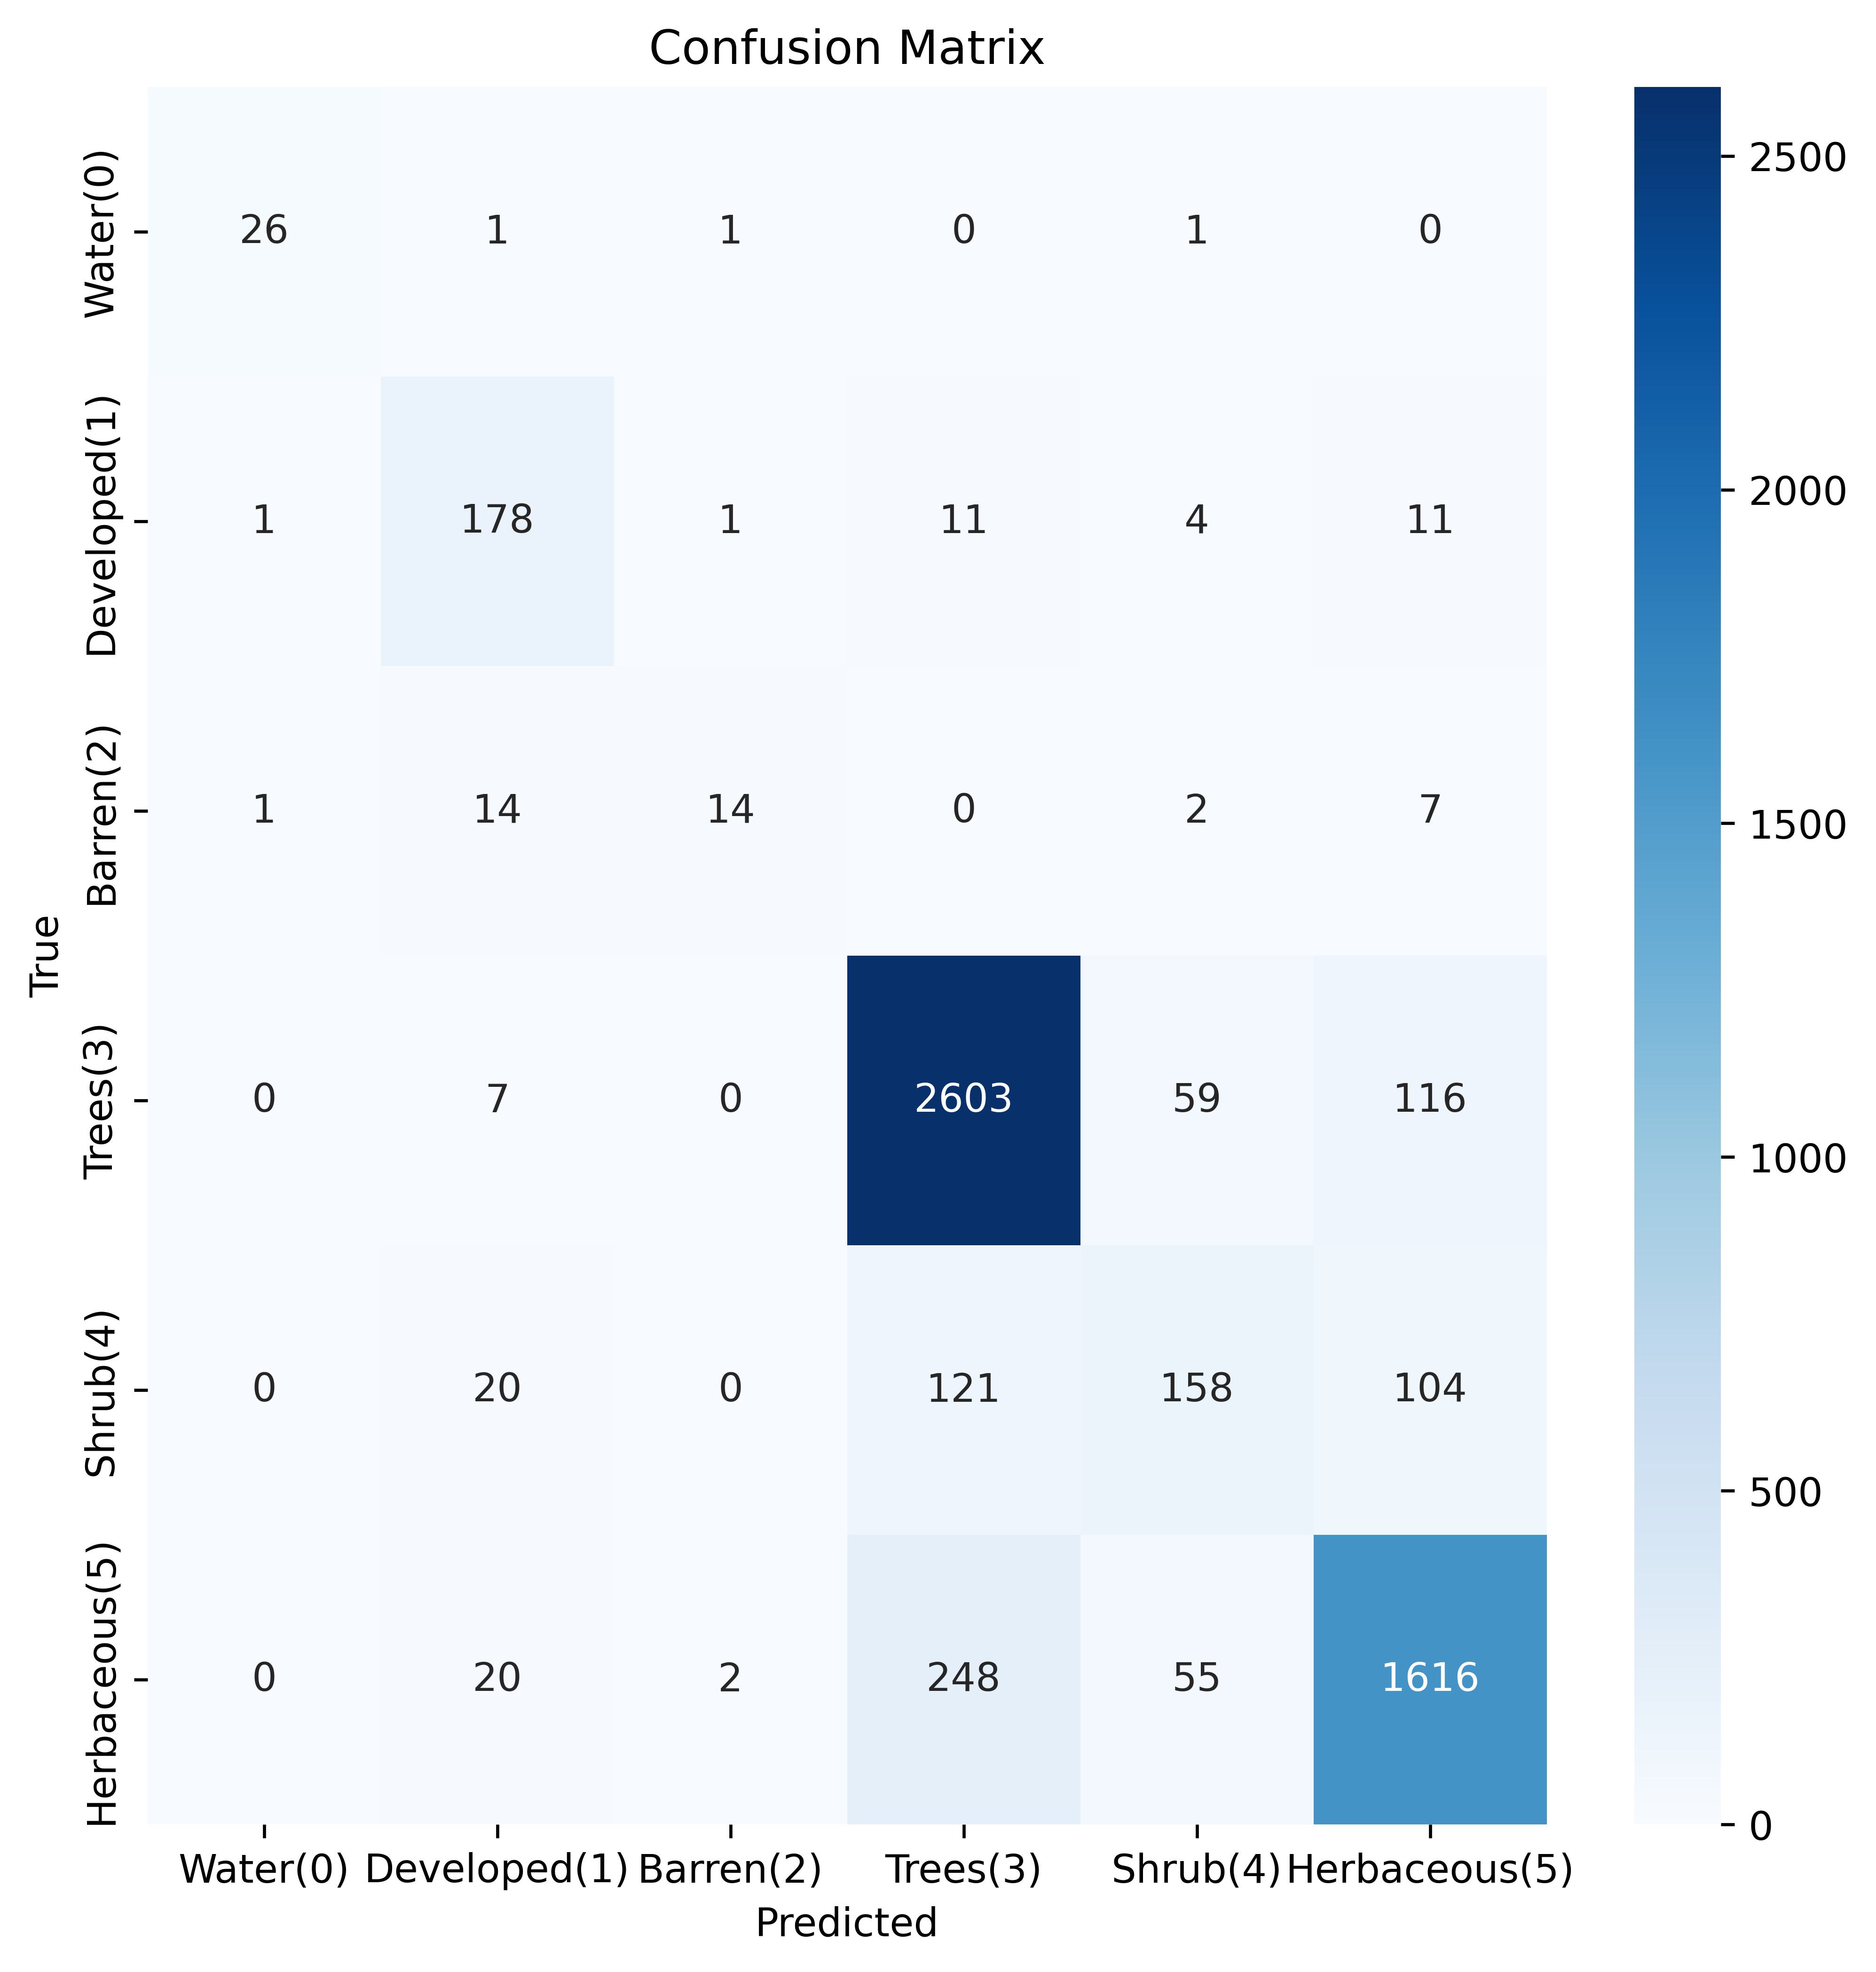 Confusion Matrix
Water(0) 26 1 1 0 1 0
Developed(1) 1 178 1 11 4 11
Barren(2) 1 14 14 0 2 7
Trees(3) 0 7 0 2603 59 116
Shrub(4) 0 20 0 121 158 104
Herbaceous(5) 0 20 2 248 55 1616
True
Water(0) Developed(1) Barren(2) Trees(3) Shrub(4) Herbaceous(5)
Predicted
2500
2000
1500
1000
500
0